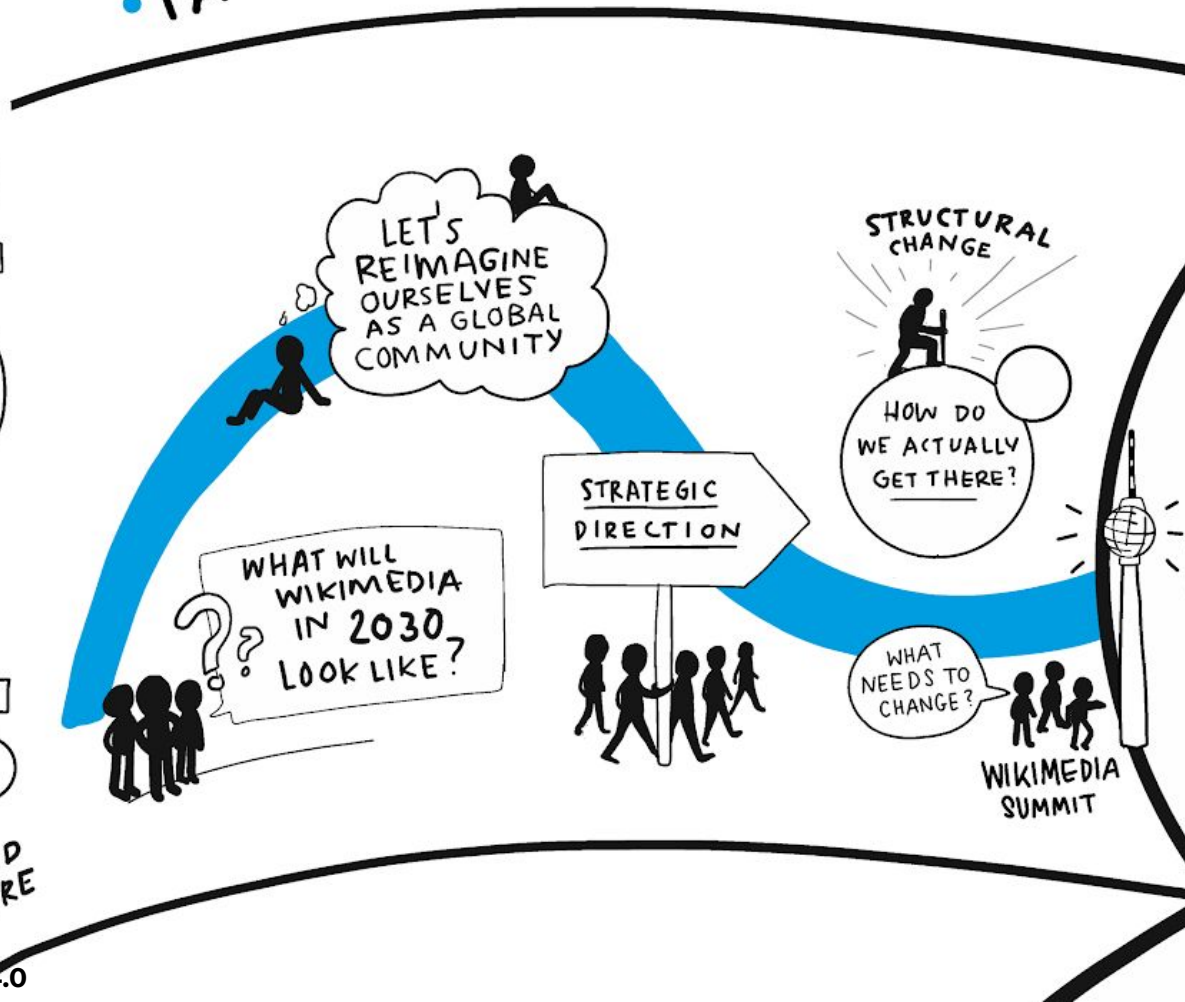 LET'S
REIMAGINE
OURSELVES
AS A GLOBAL
COMMUNITY
WHAT WILL
WIKIMEDIA
IN 2030
LOOK LIKE?
??
STRATEGIC
DIRECTION
STRUCTURAL
CHANGE
HOW DO
WE ACTUALLY
GET THERE?
WHAT
NEEDS TO
CHANGE?
WIKIMEDIA
SUMMIT